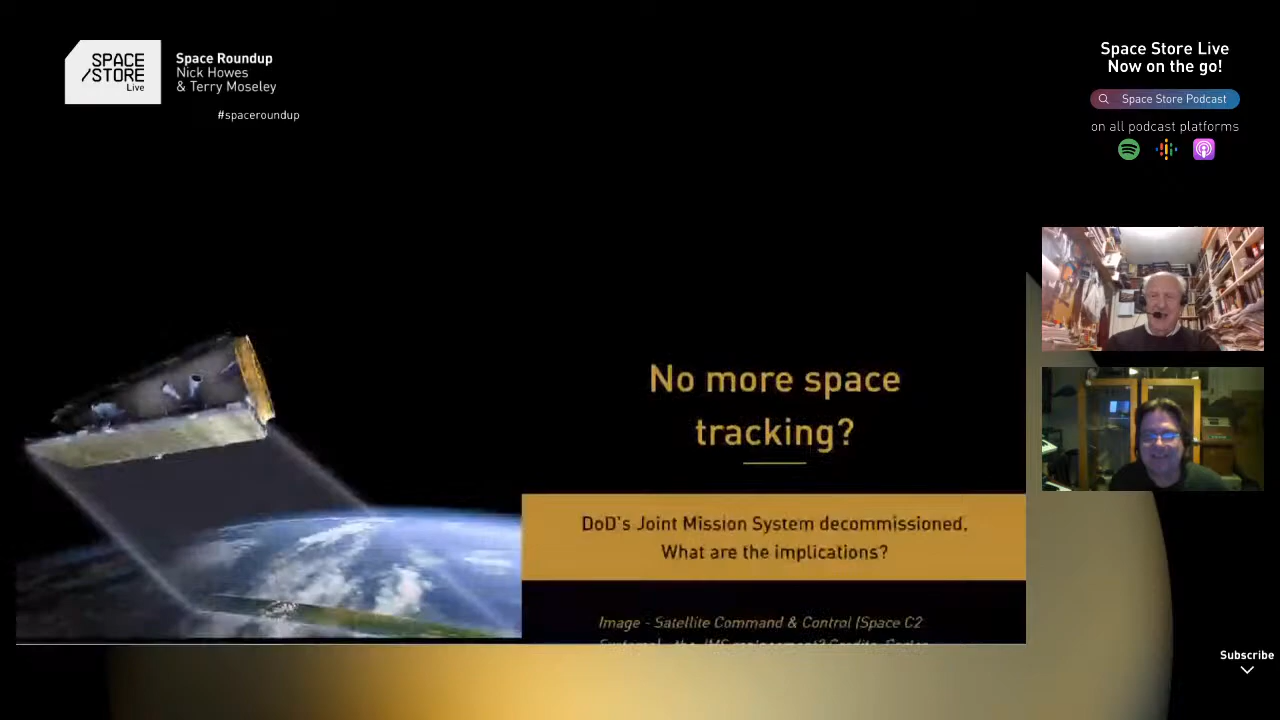 SPACE
/STORE
Live
Space Roundup
Nick Howes
& Terry Moseley
#spaceroundup
Space Store Live
Now on the go!
Space Store Podcast
on all podcast platforms
No more space
tracking?
DoD's Joint Mission System decommissioned.
What are the implications?
Image - Satellite Command & Control (Space C2
Subscribe